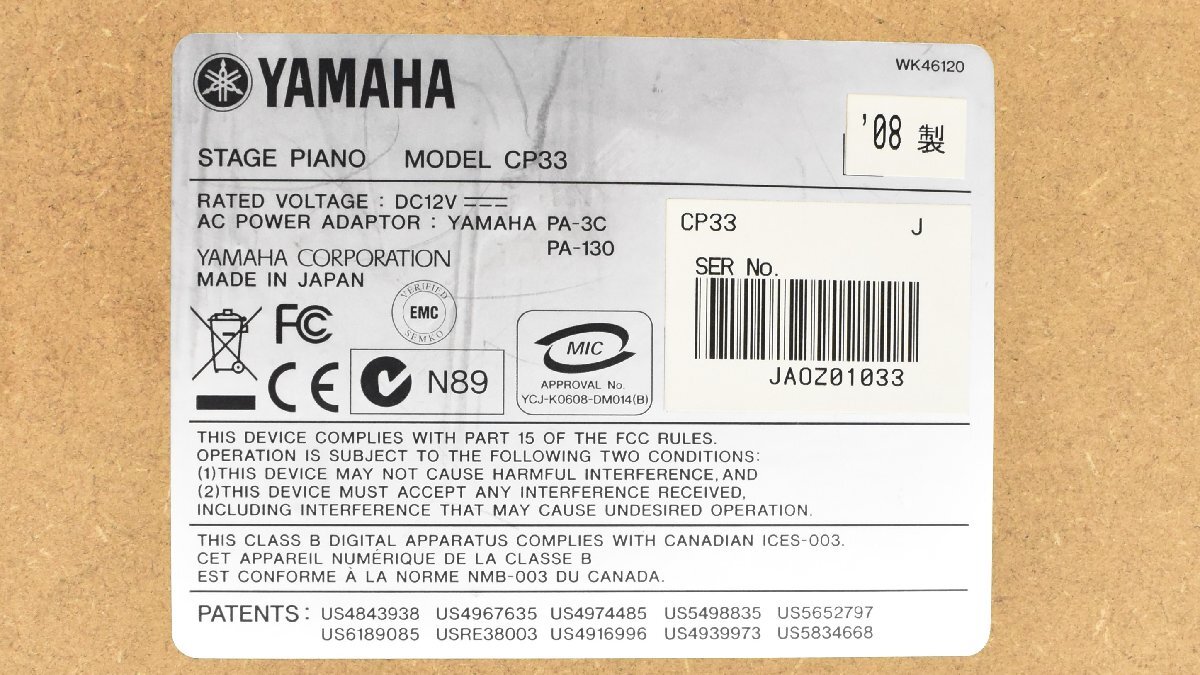 YAMAHA
WK46120
'08 製
STAGE PIANO MODEL CP33
RATED VOLTAGE : DC12V
AC POWER ADAPTOR : YAMAHA PA-3C
PA-130
YAMAHA CORPORATION
MADE IN JAPAN
CP33 J
SER No.
JAOZ01033
FC
CE
VERIFIED
EMC
SEMKO
N89
MIC
APPROVAL No.
YCJ-K0608-DM014(B)
THIS DEVICE COMPLIES WITH PART 15 OF THE FCC RULES.
OPERATION IS SUBJECT TO THE FOLLOWING TWO CONDITIONS:
(1)THIS DEVICE MAY NOT CAUSE HARMFUL INTERFERENCE, AND
(2)THIS DEVICE MUST ACCEPT ANY INTERFERENCE RECEIVED,
INCLUDING INTERFERENCE THAT MAY CAUSE UNDESIRED OPERATION.
THIS CLASS B DIGITAL APPARATUS COMPLIES WITH CANADIAN ICES-003.
CET APPAREIL NUMÉRIQUE DE LA CLASSE B
EST CONFORME À LA NORME NMB-003 DU CANADA.
PATENTS : US4843938 US4967635 US4974485 US5498835 US5652797
US6189085 USRE38003 US4916996 US4939973 US5834668